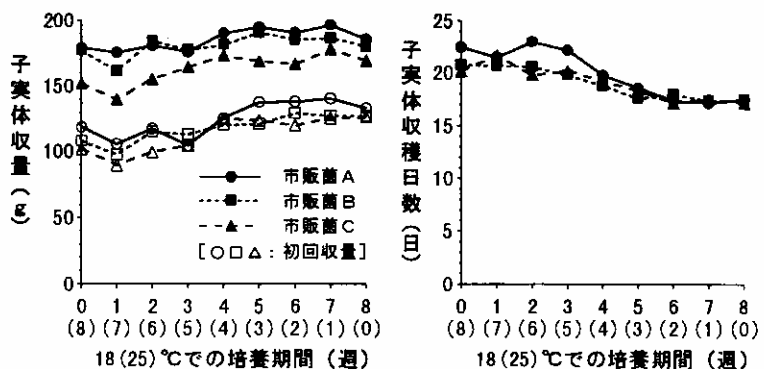 子実体収量(g)
200
150
100
50
0
市販菌A
市販菌B
市販菌C
[○□△:初回収量]
0 1 2 3 4 5 6 7 8
(8) (7) (6) (5) (4) (3) (2) (1) (0)
18(25)℃での培養期間(週)
子実体収穫日数(日)
25
20
15
10
5
0
0 1 2 3 4 5 6 7 8
(8) (7) (6) (5) (4) (3) (2) (1) (0)
18(25)℃での培養期間(週)